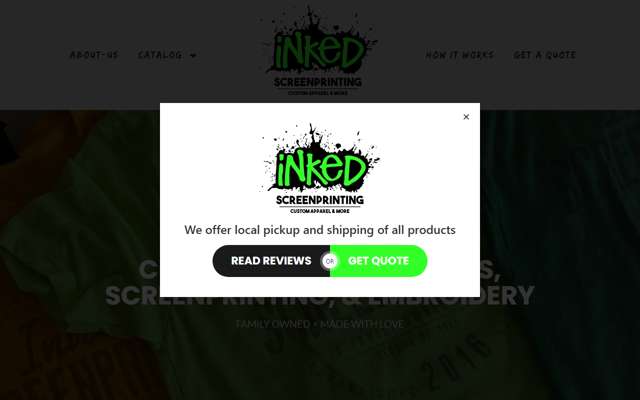 ABOUT-US
CATALOG
INKED
SCREENPRINTING
CUSTOM APPAREL & MORE
HOW IT WORKS
GET A QUOTE
×
INKED
SCREENPRINTING
CUSTOM APPAREL & MORE
We offer local pickup and shipping of all products
READ REVIEWS
OR
GET QUOTE
SCREENPRINTING, & EMBROIDERY
FAMILY OWNED + MADE WITH LOVE
2016